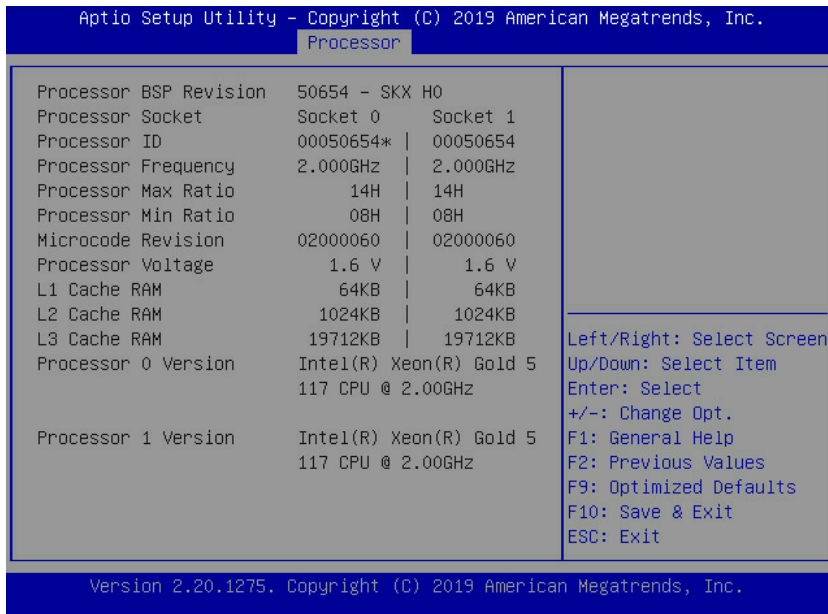 Aptio Setup Utility – Copyright (C) 2019 American Megatrends, Inc.
Processor
Processor BSP Revision 50654 - SKX H0
Processor Socket Socket 0 Socket 1
Processor ID 00050654* | 00050654
Processor Frequency 2.000GHz | 2.000GHz
Processor Max Ratio 14H | 14H
Processor Min Ratio 08H | 08H
Microcode Revision 02000060 | 02000060
Processor Voltage 1.6 V | 1.6 V
L1 Cache RAM 64KB | 64KB
L2 Cache RAM 1024KB | 1024KB
L3 Cache RAM 19712KB | 19712KB
Processor 0 Version Intel(R) Xeon(R) Gold 5
117 CPU @ 2.00GHz
Processor 1 Version Intel(R) Xeon(R) Gold 5
117 CPU @ 2.00GHz
Left/Right: Select Screen
Up/Down: Select Item
Enter: Select
+/-: Change Opt.
F1: General Help
F2: Previous Values
F9: Optimized Defaults
F10: Save & Exit
ESC: Exit
Version 2.20.1275. Copyright (C) 2019 American Megatrends, Inc.